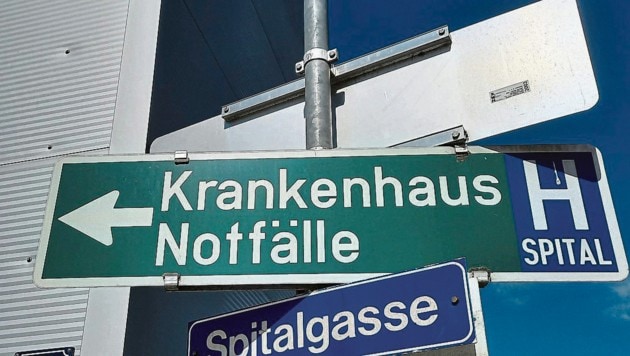 Krankenhaus
Notfälle
H
SPITAL
Spitalgasse